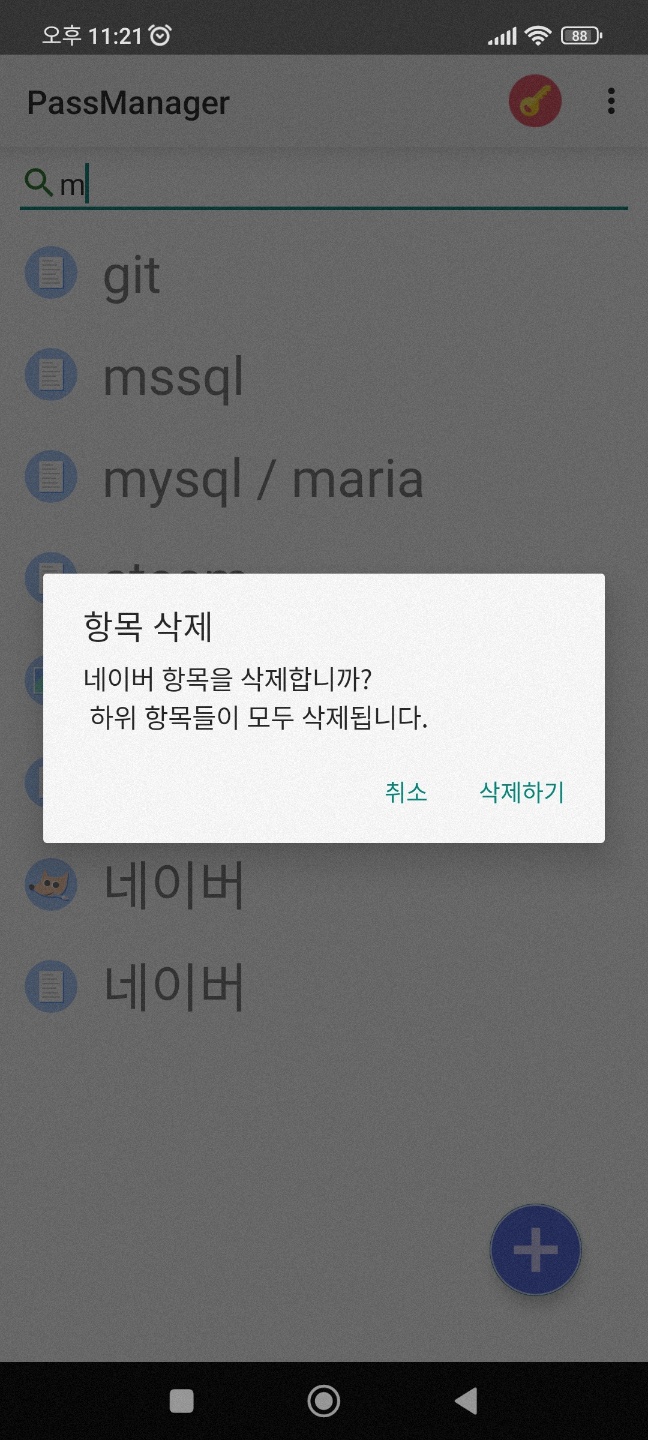 오후 11:21
88
PassManager
m
git
mssql
mysql / maria
항목 삭제
네이버 항목을 삭제합니까?
하위 항목들이 모두 삭제됩니다.
취소 삭제하기
네이버
네이버